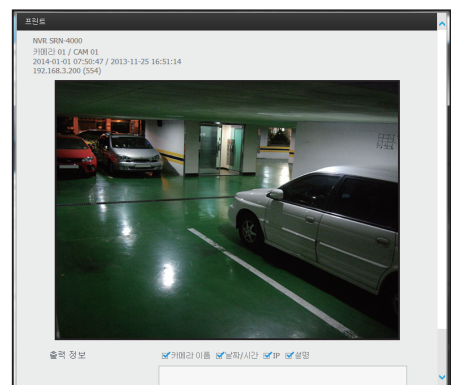 프린트
NVR SRN-4000
카메라 01 / CAM 01
2014-01-01 07:50:47 / 2013-11-25 16:51:14
192.168.3.200 (554)
출력 정보 카메라 이름 날짜/시간 IP 설명